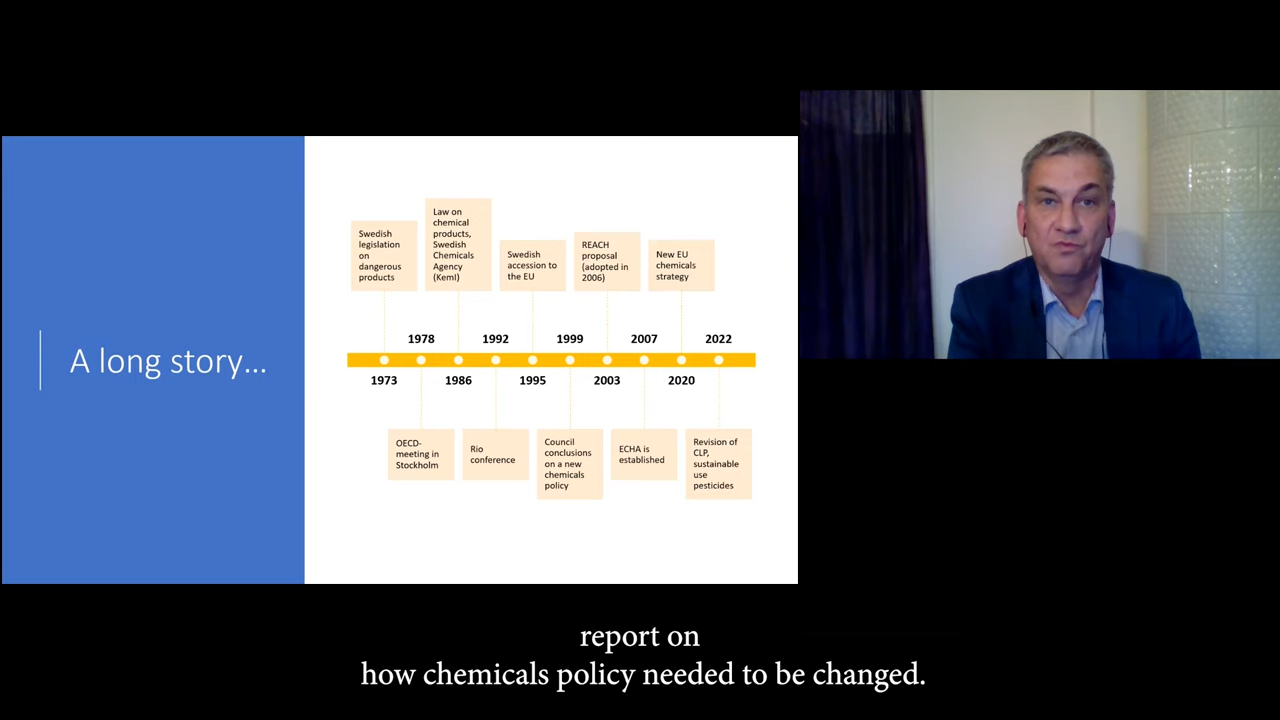 A long story...
Swedish
legislation
on
dangerous
products
Law on
chemical
products,
Swedish
Chemicals
Agency
(KemI)
Swedish
accession to
the EU
REACH
proposal
(adopted in
2006)
New EU
chemicals
strategy
1978
1992
1999
2007
2022
1973
1986
1995
2003
2020
OECD-
meeting in
Stockholm
Rio
conference
Council
conclusions
on a new
chemicals
policy
ECHA is
established
Revision of
CLP,
sustainable
use
pesticides
report on
how chemicals policy needed to be changed.